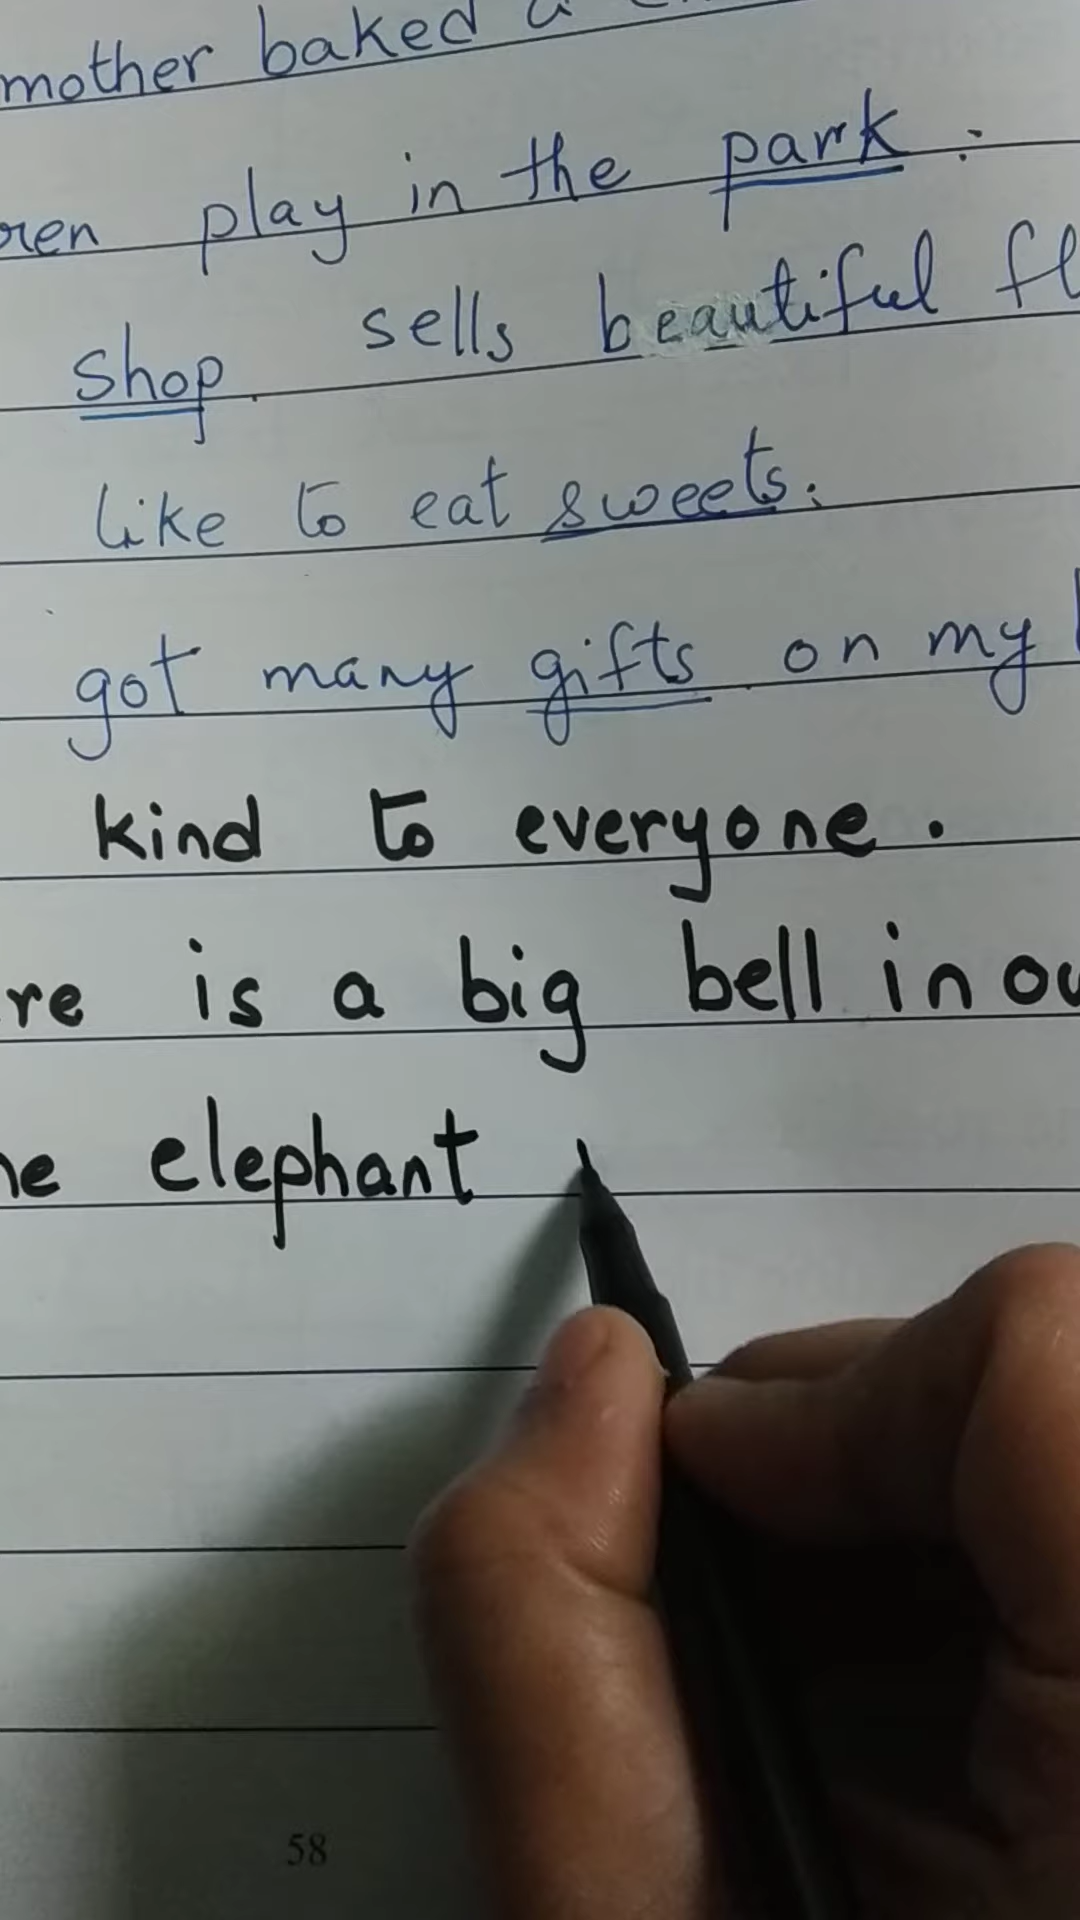 mother baked a
ren play in the park.
shop sells beautiful fl
like to eat sweets.
got many gifts on my
kind to everyone.
re is a big bell in ou
he elephant
58